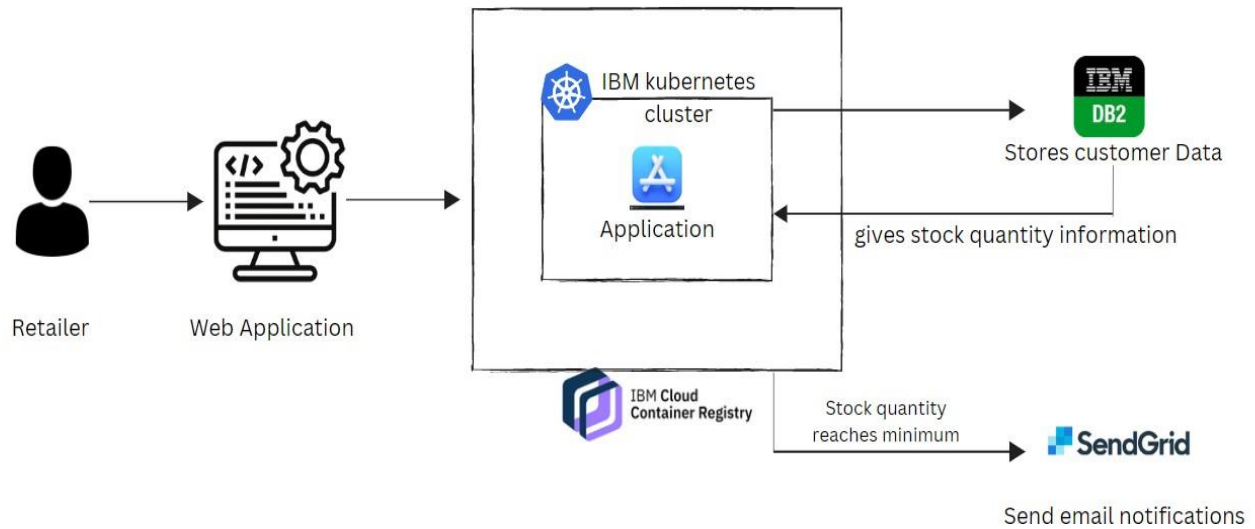 IBM kubernetes
cluster
Application
IBM
DB2
Stores customer Data
gives stock quantity information
</>
Retailer
Web Application
IBM Cloud
Container Registry
Stock quantity
reaches minimum
SendGrid
Send email notifications